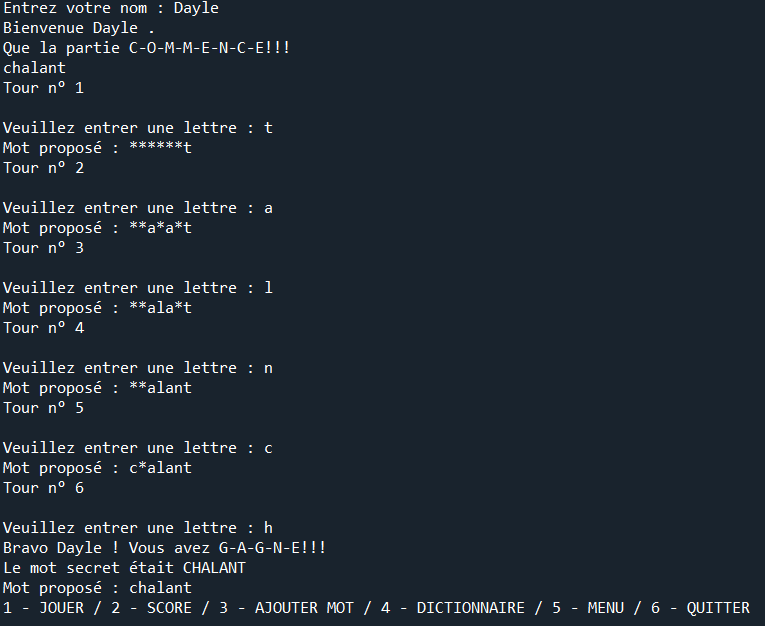 Entrez votre nom : Dayle
Bienvenue Dayle .
Que la partie C-O-M-M-E-N-C-E!!!
chalant
Tour n° 1
Veuillez entrer une lettre : t
Mot proposé : ******t
Tour n° 2
Veuillez entrer une lettre : a
Mot proposé : **a*a*t
Tour n° 3
Veuillez entrer une lettre : l
Mot proposé : **ala*t
Tour n° 4
Veuillez entrer une lettre : n
Mot proposé : **alant
Tour n° 5
Veuillez entrer une lettre : c
Mot proposé : c*alant
Tour n° 6
Veuillez entrer une lettre : h
Bravo Dayle ! Vous avez G-A-G-N-E!!!
Le mot secret était CHALANT
Mot proposé : chalant
1 - JOUER / 2 - SCORE / 3 - AJOUTER MOT / 4 - DICTIONNAIRE / 5 - MENU / 6 - QUITTER